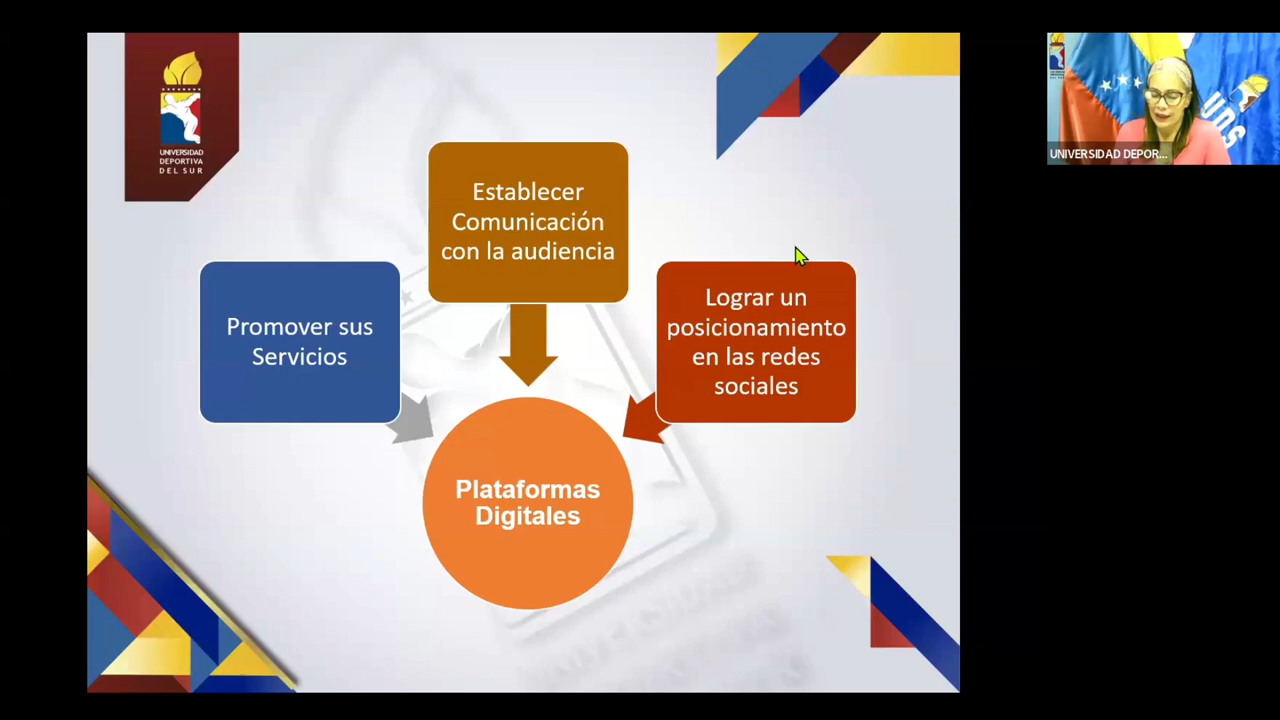 UNIVERSIDAD
DEPORTIVA
DEL SUR
Establecer
Comunicación
con la audiencia
Promover sus
Servicios
Lograr un
posicionamiento
en las redes
sociales
Plataformas
Digitales
UNIVERSIDAD DEPOR...
UDS